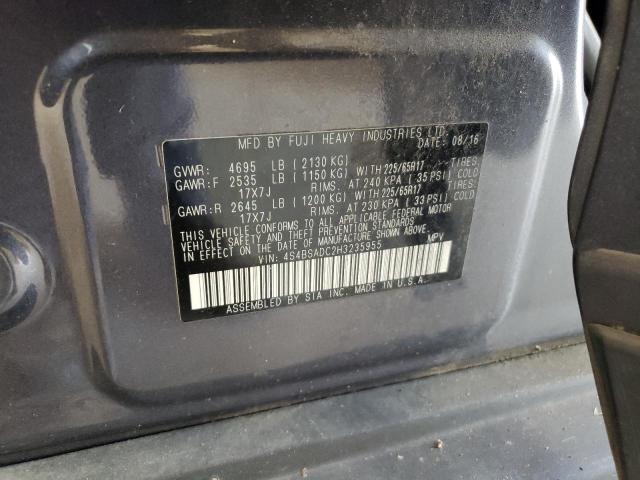 MFD BY FUJI HEAVY INDUSTRIES LTD.
DATE: 08/16
GVWR: 4695 LB (2130 KG)
GAWR:F 2535 LB (1150 KG) WITH 225/65R17 TIRES,
17X7J RIMS, AT 240 KPA (35 PSI) COLD
GAWR:R 2645 LB (1200 KG) WITH 225/65R17 TIRES,
17X7J RIMS, AT 230 KPA (33 PSI) COLD
THIS VEHICLE CONFORMS TO ALL APPLICABLE FEDERAL MOTOR
VEHICLE SAFETY AND THEFT PREVENTION STANDARDS
IN EFFECT ON THE DATE OF MANUFACTURE SHOWN
ABOVE.
VIN: 4S4BSADC2H3235955 MPV
ASSEMBLED BY SIA INC. MADE IN U.S.A.